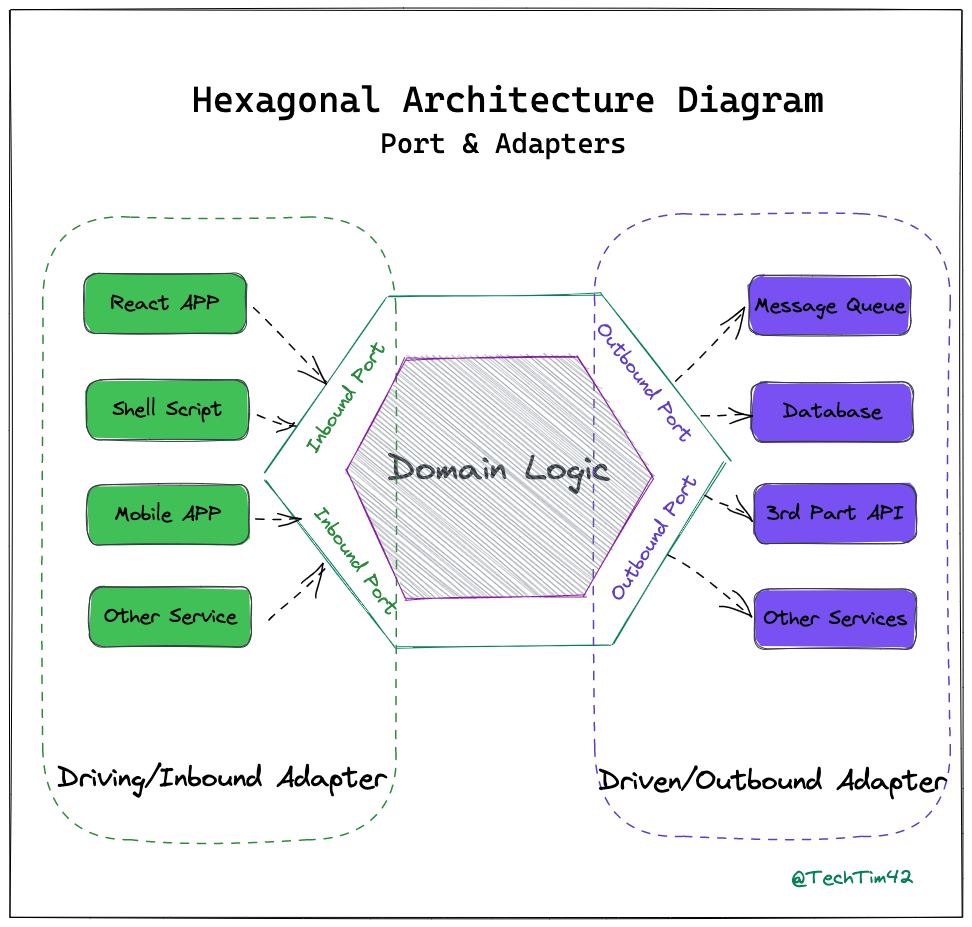 Hexagonal Architecture Diagram
Port & Adapters
React APP
Shell Script
Mobile APP
Other Service
Driving/Inbound Adapter
Inbound Port
Inbound Port
Domain Logic
Outbound Port
Outbound Port
Message Queue
Database
3rd Part API
Other Services
Driven/Outbound Adapter
@TechTim42